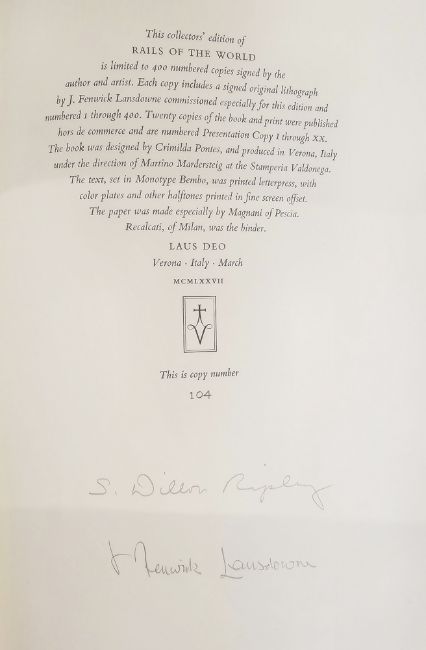 This collectors' edition of
RAILS OF THE WORLD
is limited to 400 numbered copies signed by the
author and artist. Each copy includes a signed original lithograph
by J. Fenwick Lansdowne commissioned especially for this edition and
numbered 1 through 400. Twenty copies of the book and print were published
hors de commerce and are numbered Presentation Copy I through XX.
The book was designed by Crimilda Pontes, and produced in Verona, Italy
under the direction of Martino Mardersteig at the Stamperia Valdonega.
The text, set in Monotype Bembo, was printed letterpress, with
color plates and other halftones printed in fine screen offset.
The paper was made especially by Magnani of Pescia.
Recalcati, of Milan, was the binder.
LAUS DEO
Verona · Italy · March
MCMLXXVII
This is copy number
104
S. Dillon Ripley
J Fenwick Lansdowne